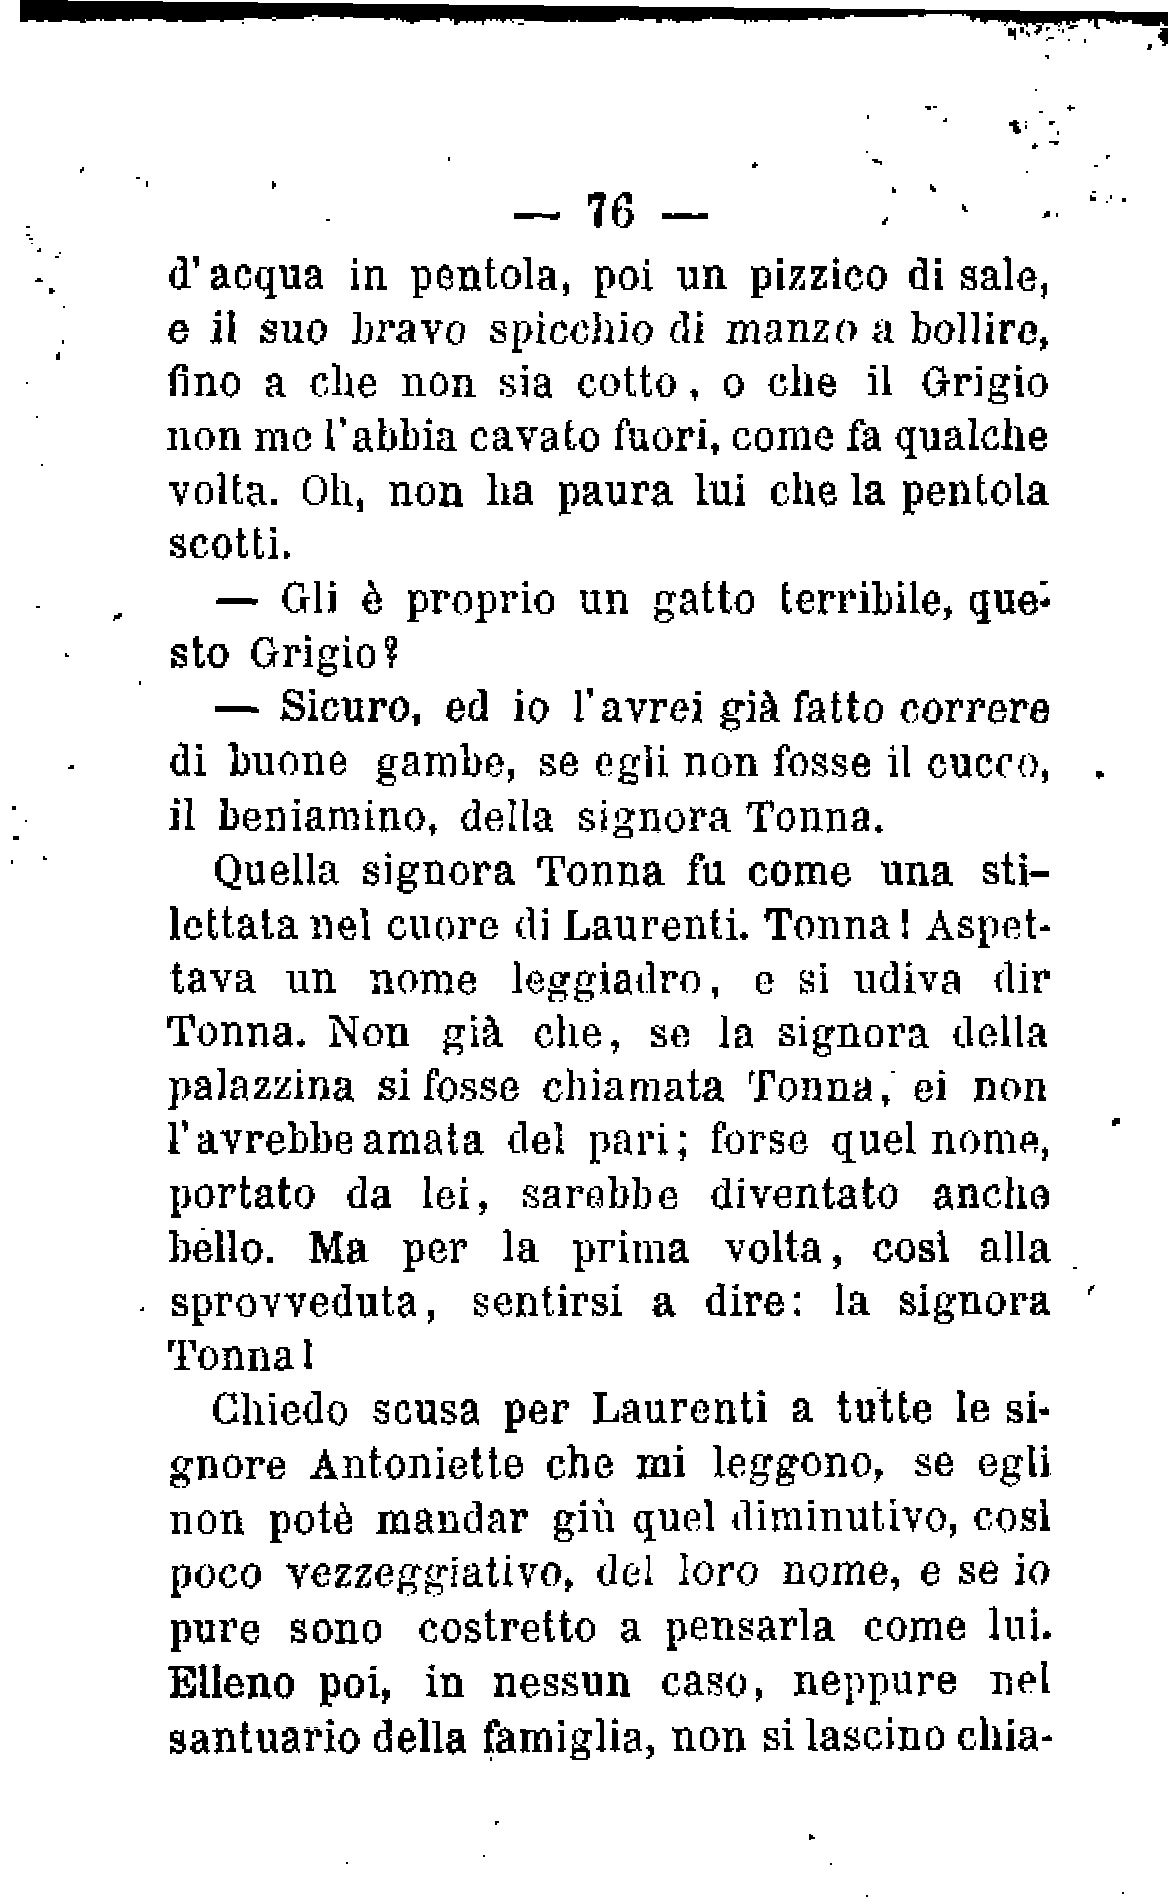 — 76 —
d'acqua in pentola, poi un pizzico di sale,
e il suo bravo spicchio di manzo a bollire,
fino a che non sia cotto, o che il Grigio
non me l'abbia cavato fuori, come fa qualche
volta. Oh, non ha paura lui che la pentola
scotti.
— Gli è proprio un gatto terribile, que-
sto Grigio?
— Sicuro, ed io l'avrei già fatto correre
di buone gambe, se egli non fosse il cucco,
il beniamino, della signora Tonna.
Quella signora Tonna fu come una sti-
lettata nel cuore di Laurenti. Tonna! Aspet-
tava un nome leggiadro, e si udiva dir
Tonna. Non già che, se la signora della
palazzina si fosse chiamata Tonna, ei non
l'avrebbe amata del pari; forse quel nome,
portato da lei, sarebbe diventato anche
bello. Ma per la prima volta, così alla
sprovveduta, sentirsi a dire: la signora
Tonna!
Chiedo scusa per Laurenti a tutte le si-
gnore Antoniette che mi leggono, se egli
non potè mandar giù quel diminutivo, così
poco vezzeggiativo, del loro nome, e se io
pure sono costretto a pensarla come lui.
Elleno poi, in nessun caso, neppure nel
santuario della famiglia, non si lascino chia-